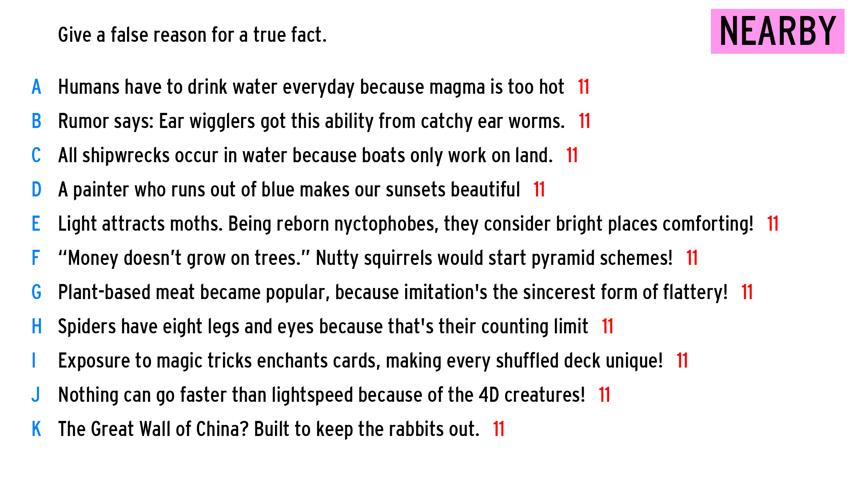 Give a false reason for a true fact.
NEARBY
A Humans have to drink water everyday because magma is too hot 11
B Rumor says: Ear wigglers got this ability from catchy ear worms. 11
C All shipwrecks occur in water because boats only work on land. 11
D A painter who runs out of blue makes our sunsets beautiful 11
E Light attracts moths. Being reborn nyctophobes, they consider bright places comforting! 11
F “Money doesn’t grow on trees.” Nutty squirrels would start pyramid schemes! 11
G Plant-based meat became popular, because imitation's the sincerest form of flattery! 11
H Spiders have eight legs and eyes because that's their counting limit 11
I Exposure to magic tricks enchants cards, making every shuffled deck unique! 11
J Nothing can go faster than lightspeed because of the 4D creatures! 11
K The Great Wall of China? Built to keep the rabbits out. 11